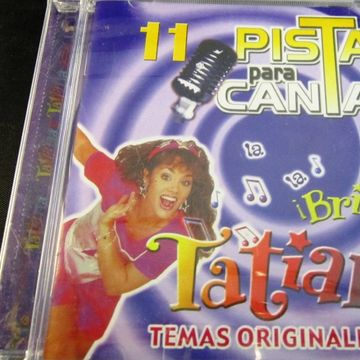 11 PISTA
para
CANTA
la
la
¡Bri
Tatian
TEMAS ORIGINAL